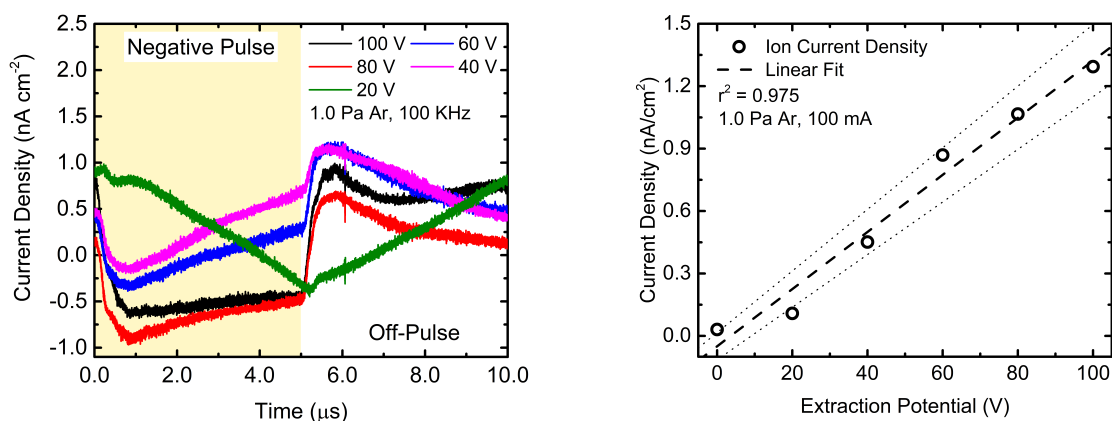 Negative Pulse
100 V
60 V
80 V
40 V
20 V
1.0 Pa Ar, 100 KHz
Off-Pulse
Current Density (nA cm⁻²)
2.5
2.0
1.5
1.0
0.5
0.0
-0.5
-1.0
0.0
2.0
4.0
6.0
8.0
10.0
Time (μs)
Ion Current Density
Linear Fit
r² = 0.975
1.0 Pa Ar, 100 mA
Current Density (nA/cm²)
1.5
1.2
0.9
0.6
0.3
0.0
0
20
40
60
80
100
Extraction Potential (V)